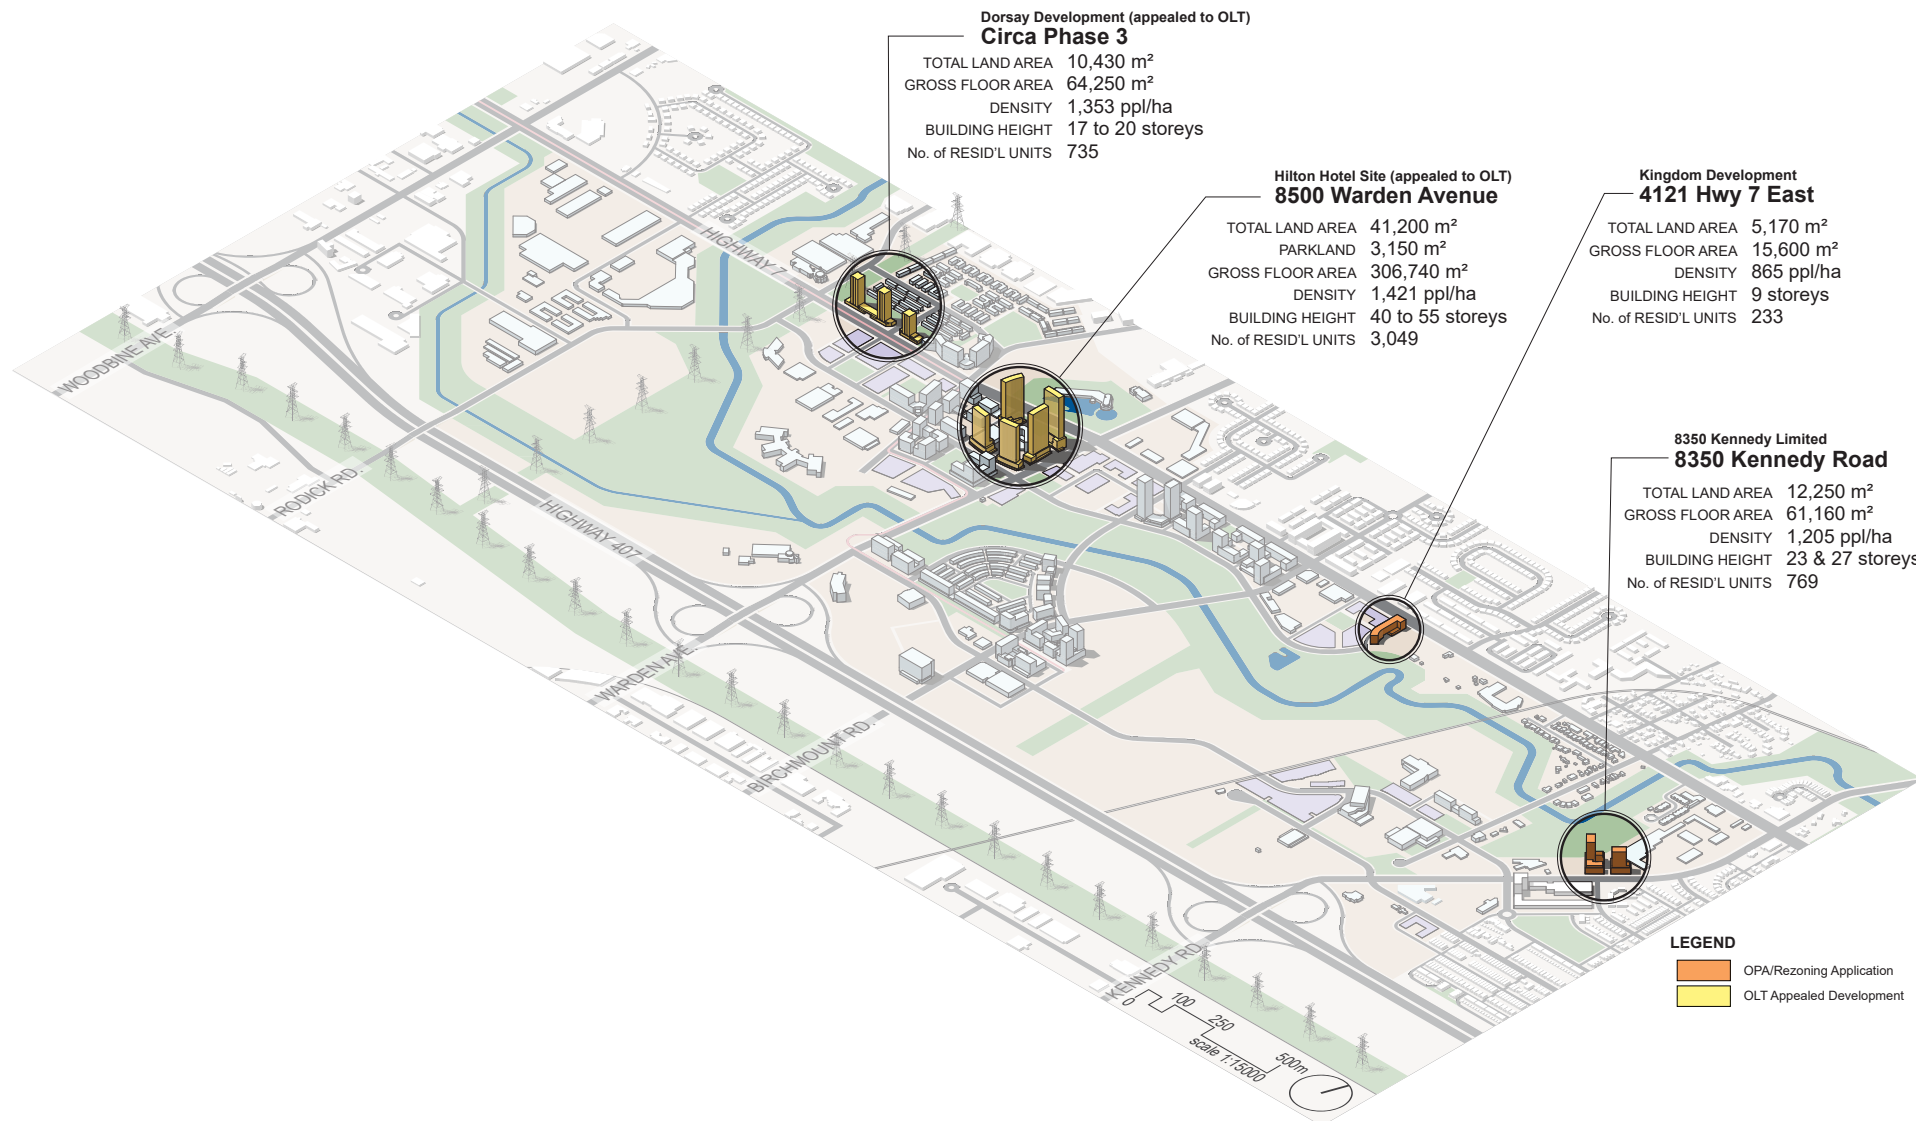 Dorsay Development (appealed to OLT)
Circa Phase 3
TOTAL LAND AREA 10,430 m²
GROSS FLOOR AREA 64,250 m²
DENSITY 1,353 ppl/ha
BUILDING HEIGHT 17 to 20 storeys
No. of RESID'L UNITS 735
Hilton Hotel Site (appealed to OLT)
8500 Warden Avenue
TOTAL LAND AREA 41,200 m²
PARKLAND 3,150 m²
GROSS FLOOR AREA 306,740 m²
DENSITY 1,421 ppl/ha
BUILDING HEIGHT 40 to 55 storeys
No. of RESID'L UNITS 3,049
Kingdom Development
4121 Hwy 7 East
TOTAL LAND AREA 5,170 m²
GROSS FLOOR AREA 15,600 m²
DENSITY 865 ppl/ha
BUILDING HEIGHT 9 storeys
No. of RESID'L UNITS 233
8350 Kennedy Limited
8350 Kennedy Road
TOTAL LAND AREA 12,250 m²
GROSS FLOOR AREA 61,160 m²
DENSITY 1,205 ppl/ha
BUILDING HEIGHT 23 & 27 storeys
No. of RESID'L UNITS 769
HIGHWAY 7
WOODBINE AVE.
RODICK RD.
HIGHWAY 407
WARDEN AVE.
BIRCHMOUNT RD.
KENNEDY RD.
0 100 250 500m
scale 1:15000
LEGEND
OPA/Rezoning Application
OLT Appealed Development